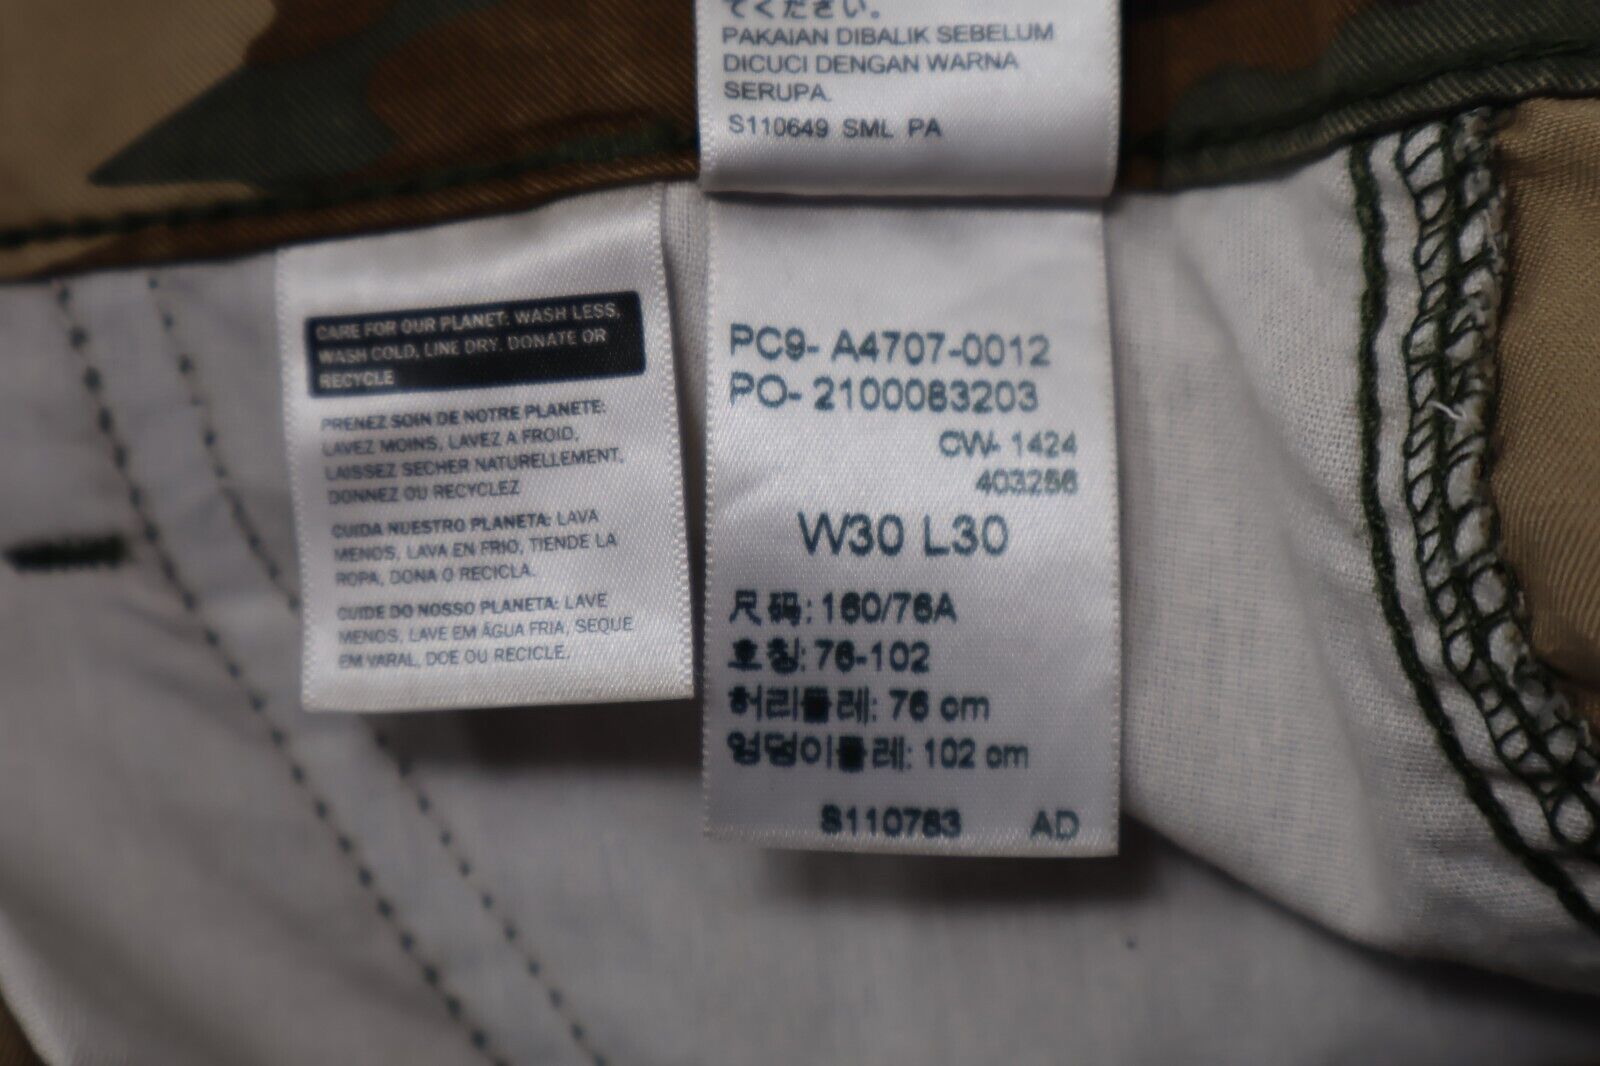 てください。
PAKAIAN DIBALIK SEBELUM
DICUCI DENGAN WARNA
SERUPA.
S110649 SML PA
CARE FOR OUR PLANET: WASH LESS,
WASH COLD, LINE DRY. DONATE OR
RECYCLE
PRENEZ SOIN DE NOTRE PLANETE:
LAVEZ MOINS, LAVEZ A FROID,
LAISSEZ SECHER NATURELLEMENT,
DONNEZ OU RECYCLEZ
CUIDA NUESTRO PLANETA: LAVA
MENOS, LAVA EN FRIO, TIENDE LA
ROPA, DONA O RECICLA.
CUIDE DO NOSSO PLANETA: LAVE
MENOS, LAVE EM ÁGUA FRIA, SEQUE
EM VARAL, DOE OU RECICLE.
PC9- A4707-0012
PO- 2100083203
CW- 1424
403256
W30 L30
尺码: 160/76A
호칭: 76-102
허리둘레: 76 cm
엉덩이둘레: 102 cm
S110783 AD